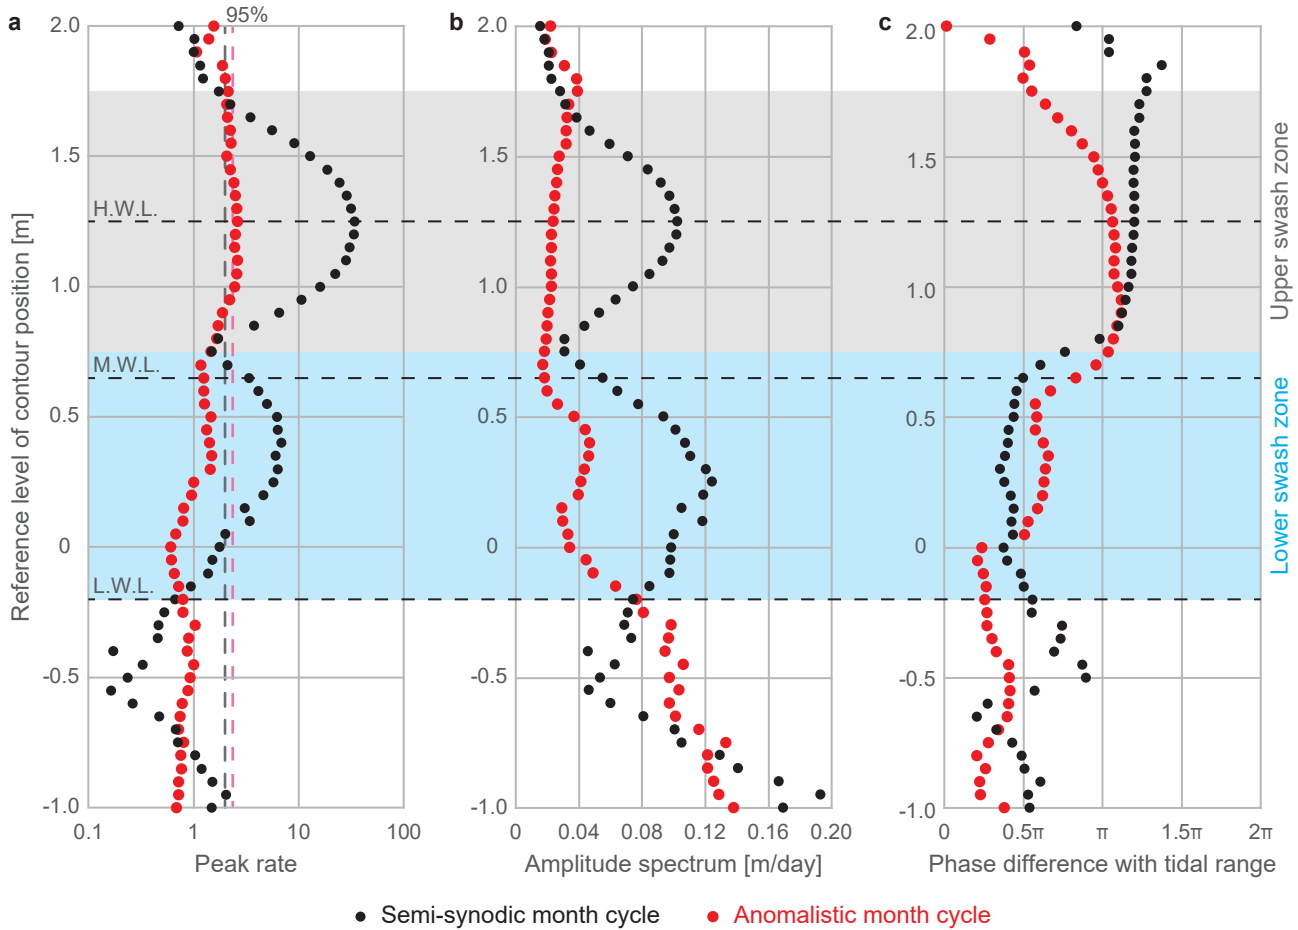 a
95%
b
c
2.0
1.5
1.0
0.5
0
-0.5
-1.0
Reference level of contour position [m]
H.W.L.
M.W.L.
L.W.L.
0.1
1
10
100
Peak rate
2.0
1.5
1.0
0.5
0
-0.5
-1.0
0
0.04
0.08
0.12
0.16
0.20
Amplitude spectrum [m/day]
2.0
1.5
1.0
0.5
0
-0.5
-1.0
0
0.5π
π
1.5π
2π
Phase difference with tidal range
Upper swash zone
Lower swash zone
Semi-synodic month cycle
Anomalistic month cycle